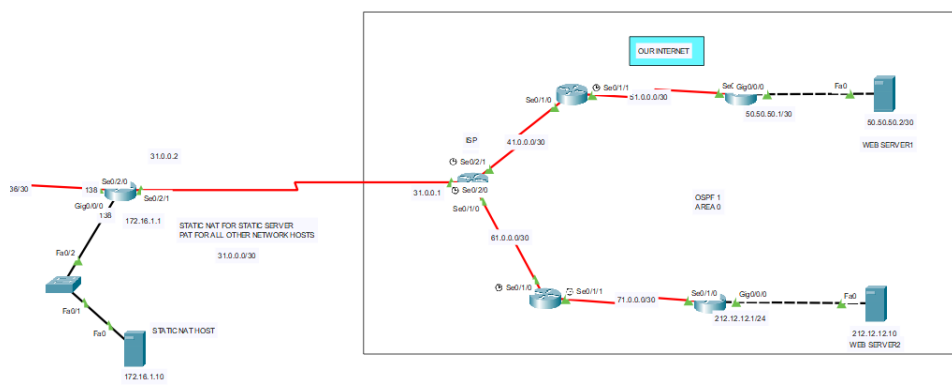 OUR INTERNET
Se0/1/1
51.0.0.0/30
Gig0/0/0
Fa0
50.50.50.1/30
50.50.50.2/30
WEB SERVER1
Se0/1/0
ISP
41.0.0.0/30
Se0/2/1
31.0.0.1
Se0/2/0
Se0/1/0
31.0.0.2
36/30
138
Se0/2/0
Se0/2/1
Gig0/0/0
138
172.16.1.1
STATIC NAT FOR STATIC SERVER
PAT FOR ALL OTHER NETWORK HOSTS
31.0.0.0/30
OSPF 1
AREA 0
61.0.0.0/30
Fa0/2
Se0/1/0
Se0/1/1
71.0.0.0/30
Se0/1/0
Gig0/0/0
Fa0
212.12.12.1/24
212.12.12.10
WEB SERVER2
Fa0/1
Fa0
STATIC NAT HOST
172.16.1.10